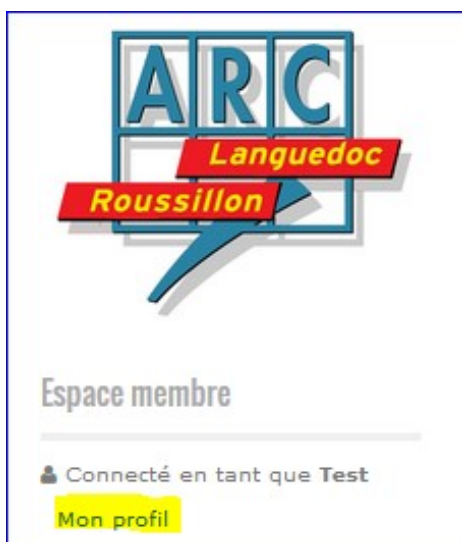 ARC
Languedoc
Roussillon
Espace membre
Connecté en tant que Test
Mon profil